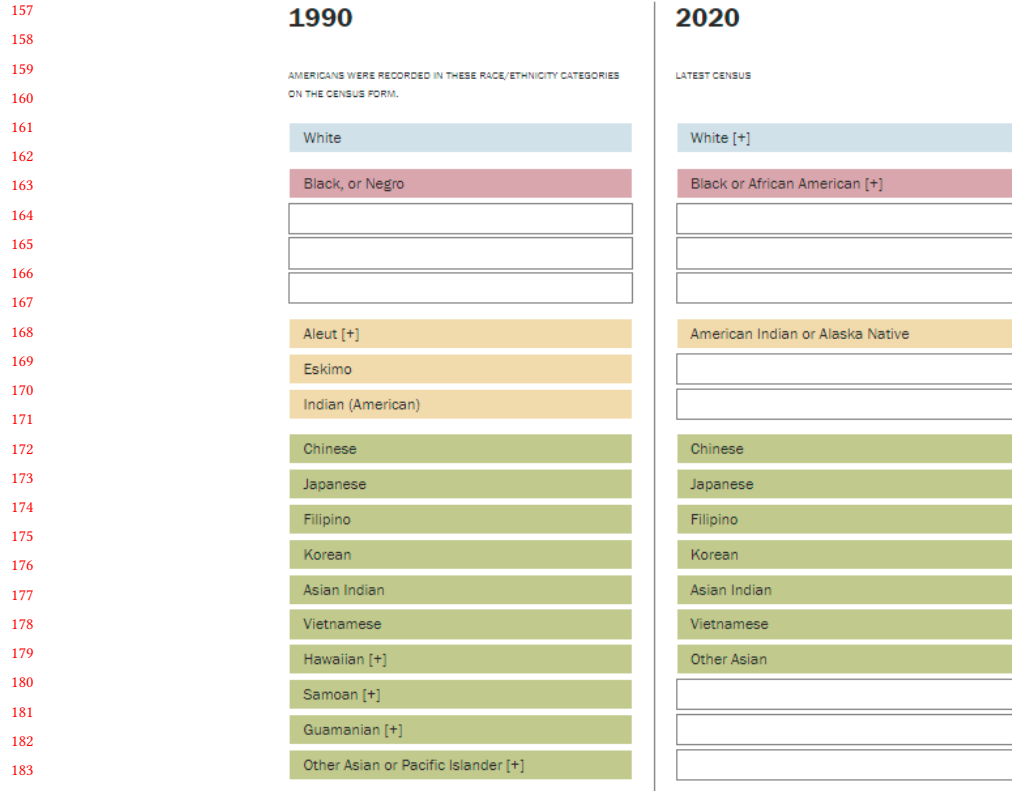 157
158
159
160
161
162
163
164
165
166
167
168
169
170
171
172
173
174
175
176
177
178
179
180
181
182
183
1990
AMERICANS WERE RECORDED IN THESE RACE/ETHNICITY CATEGORIES
ON THE CENSUS FORM.
White
Black, or Negro
Aleut [+]
Eskimo
Indian (American)
Chinese
Japanese
Filipino
Korean
Asian Indian
Vietnamese
Hawaiian [+]
Samoan [+]
Guamanian [+]
Other Asian or Pacific Islander [+]
2020
LATEST CENSUS
White [+]
Black or African American [+]
American Indian or Alaska Native
Chinese
Japanese
Filipino
Korean
Asian Indian
Vietnamese
Other Asian